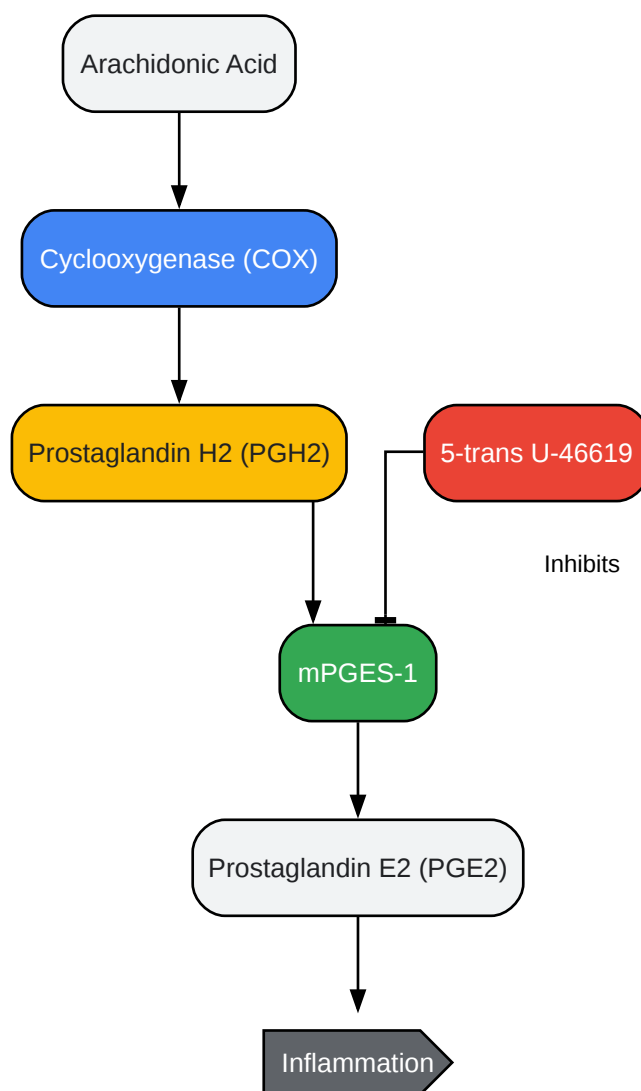 Arachidonic Acid
Cyclooxygenase (COX)
Prostaglandin H2 (PGH2)
5-trans U-46619
Inhibits
mPGES-1
Prostaglandin E2 (PGE2)
Inflammation